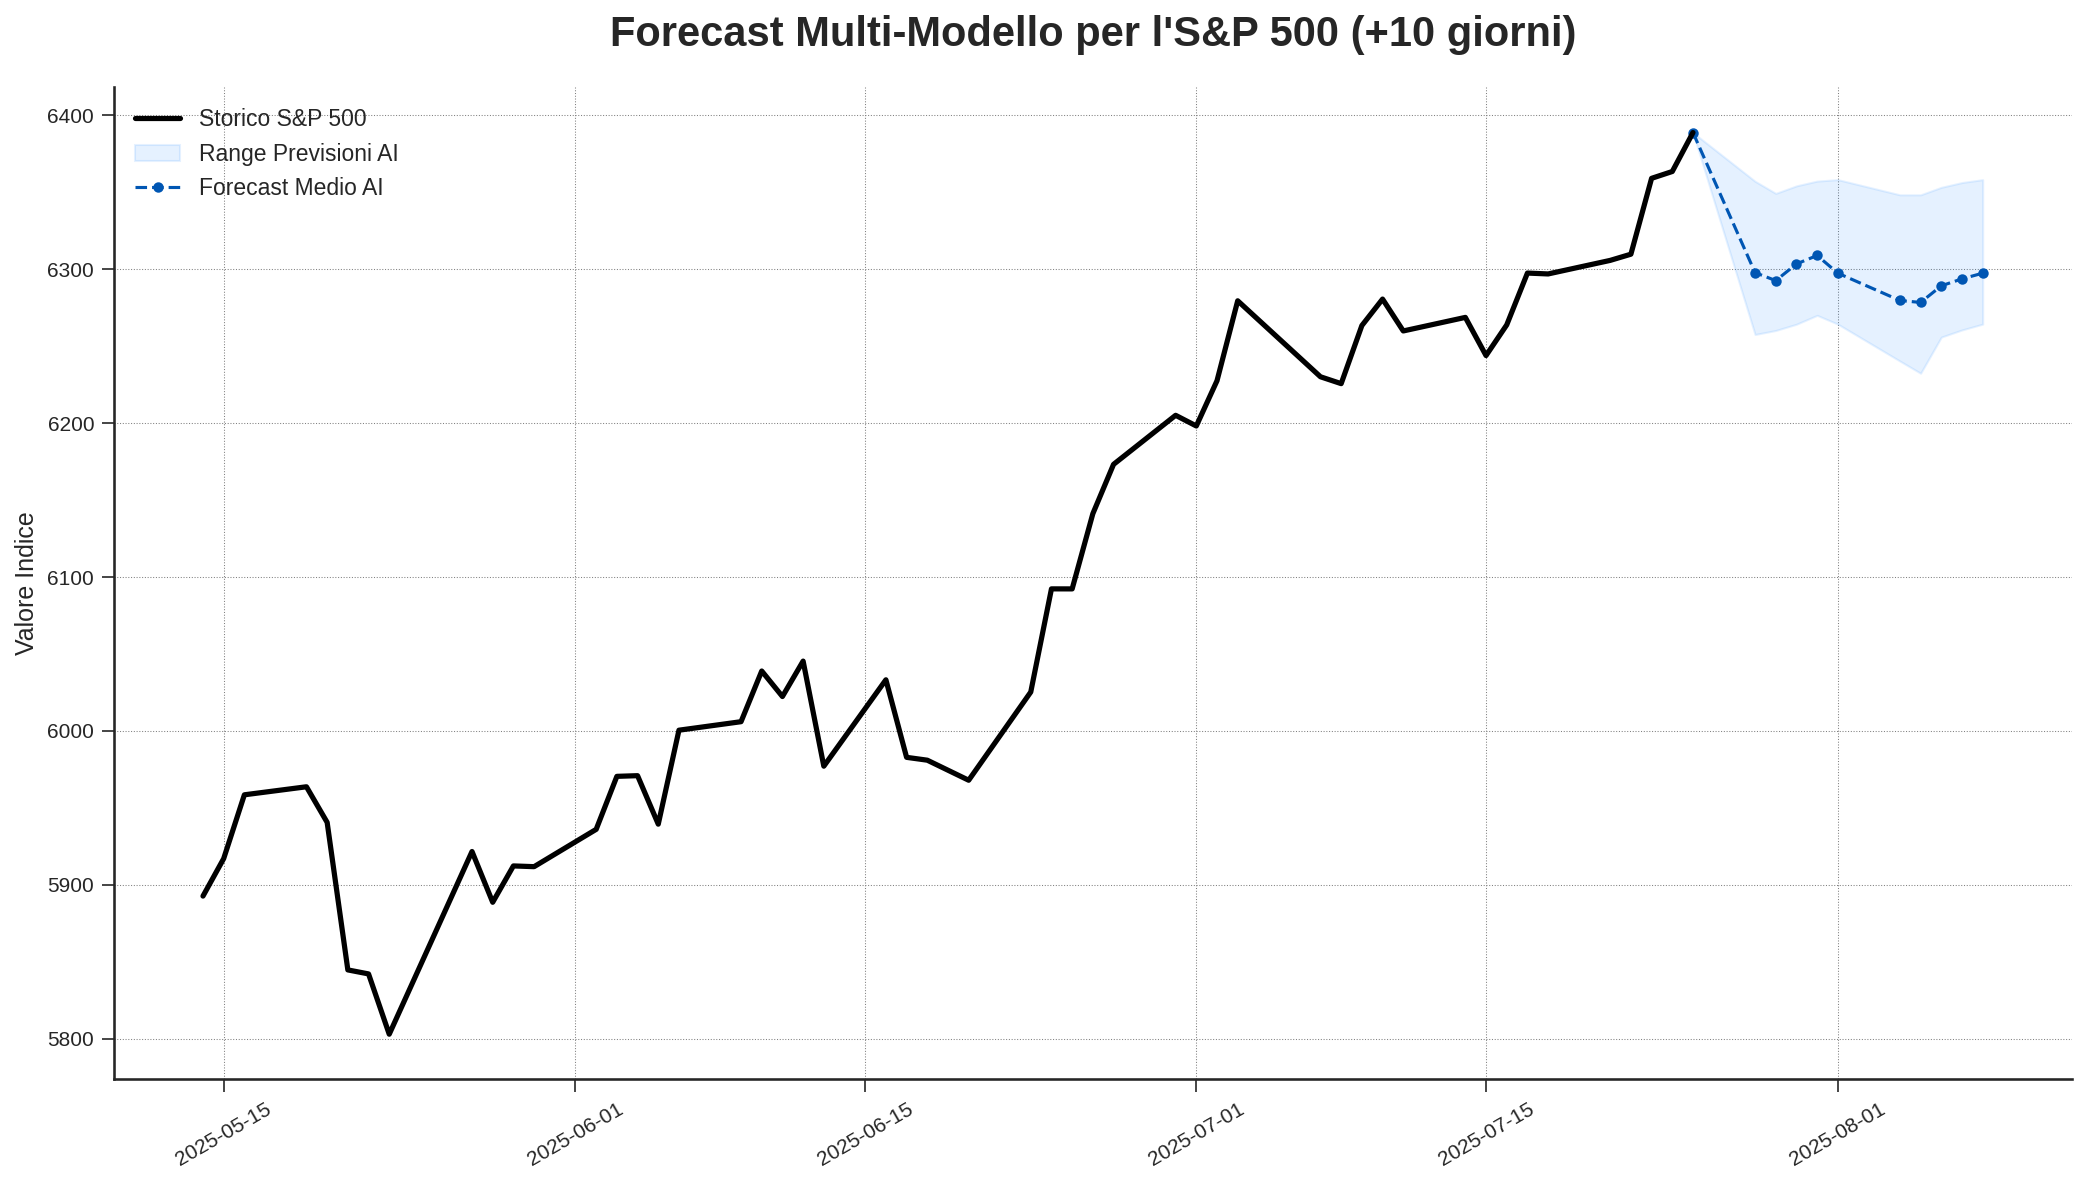 Forecast Multi-Modello per l'S&P 500 (+10 giorni)
Storico S&P 500
Range Previsioni AI
Forecast Medio AI
Valore Indice
6400
6300
6200
6100
6000
5900
5800
2025-05-15
2025-06-01
2025-06-15
2025-07-01
2025-07-15
2025-08-01